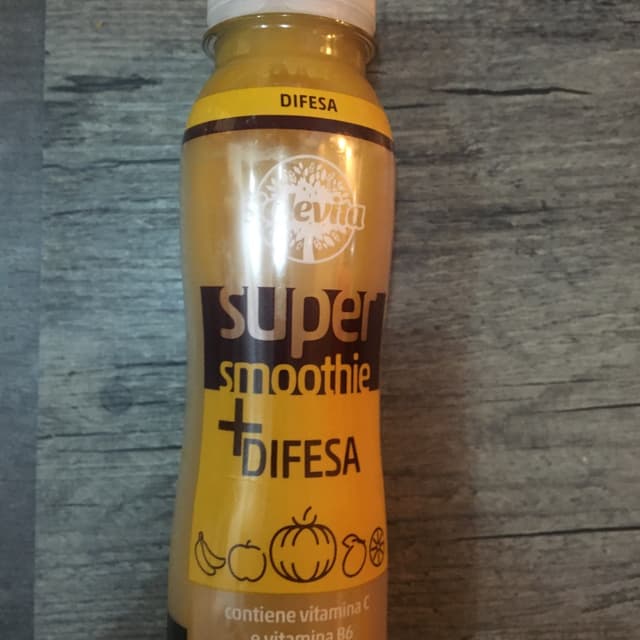 DIFESA
Solevita
super
smoothie
+DIFESA
contiene vitamina C
e vitamina B6